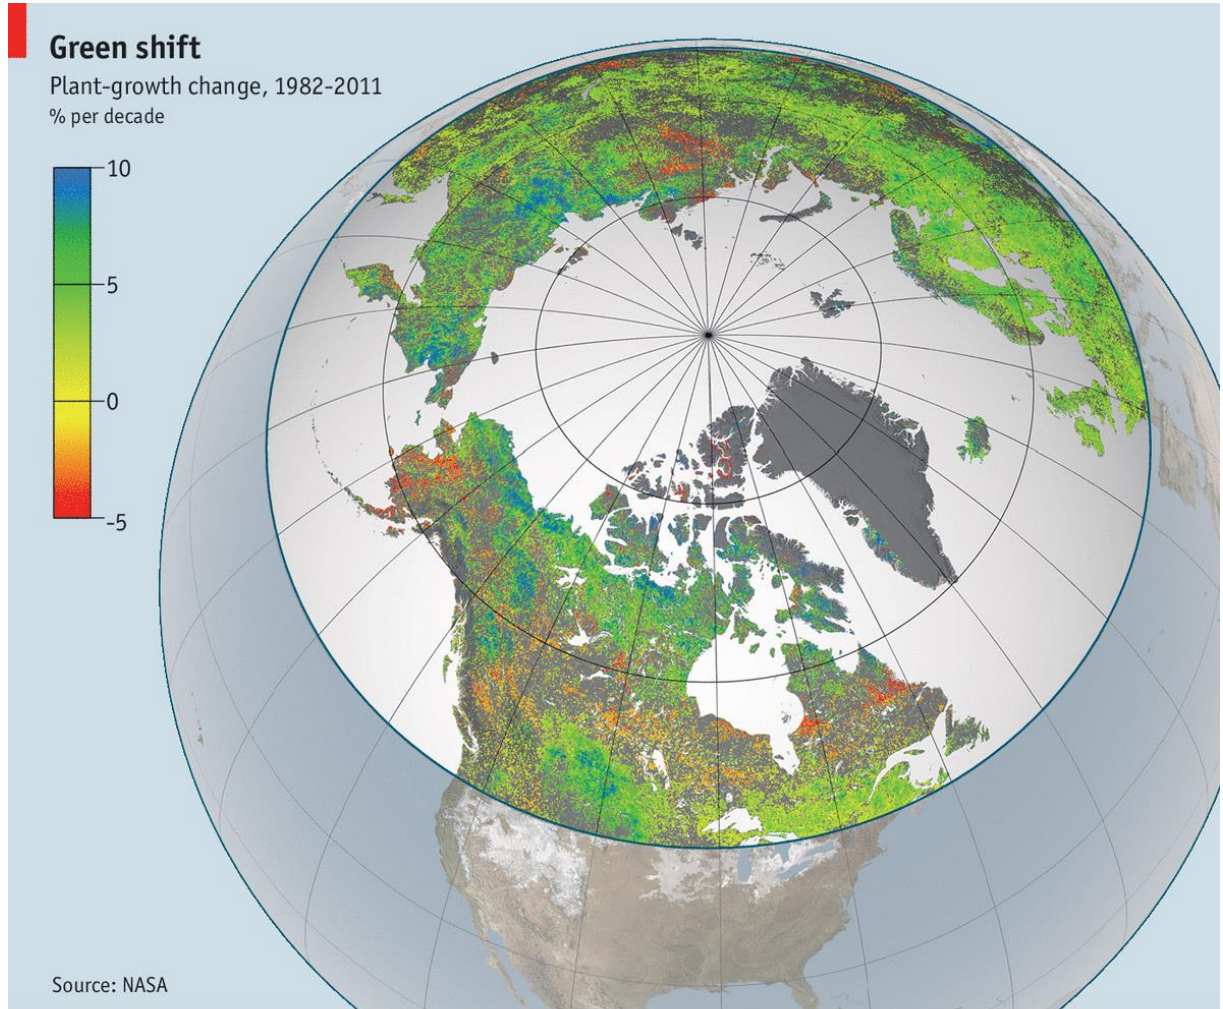 Green shift
Plant-growth change, 1982-2011
% per decade
10
5
0
-5
Source: NASA